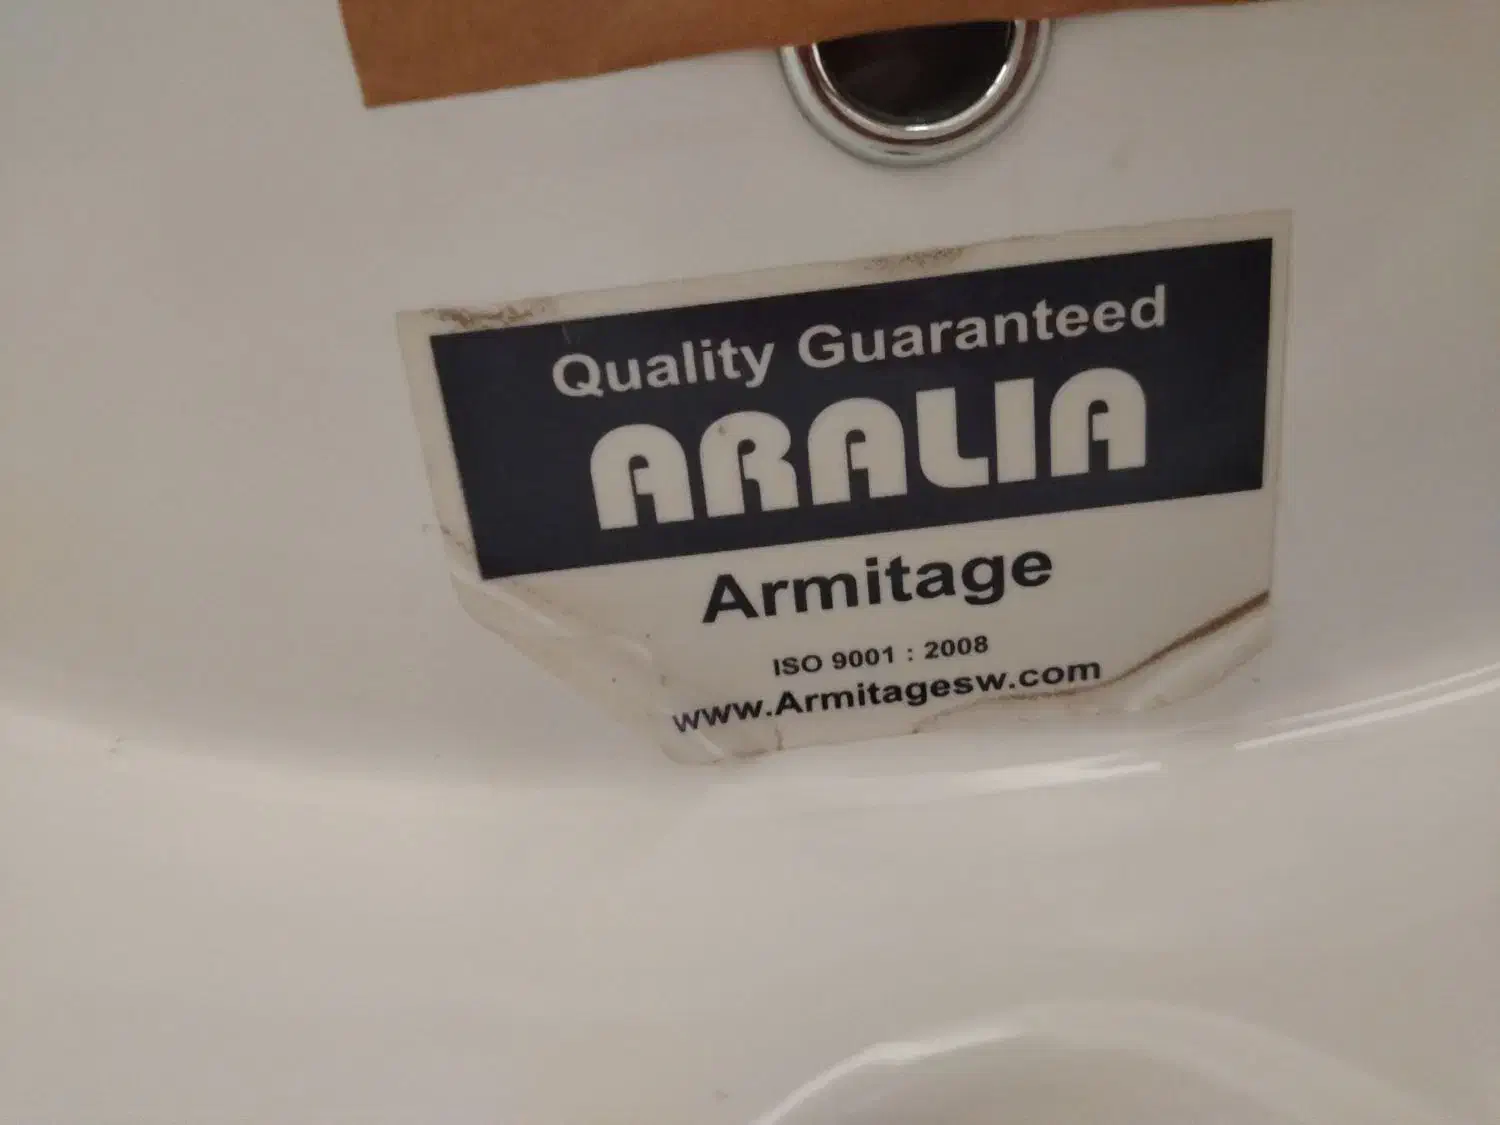 Quality Guaranteed
ARALIA
Armitage
ISO 9001 : 2008
www.Armitagesw.com